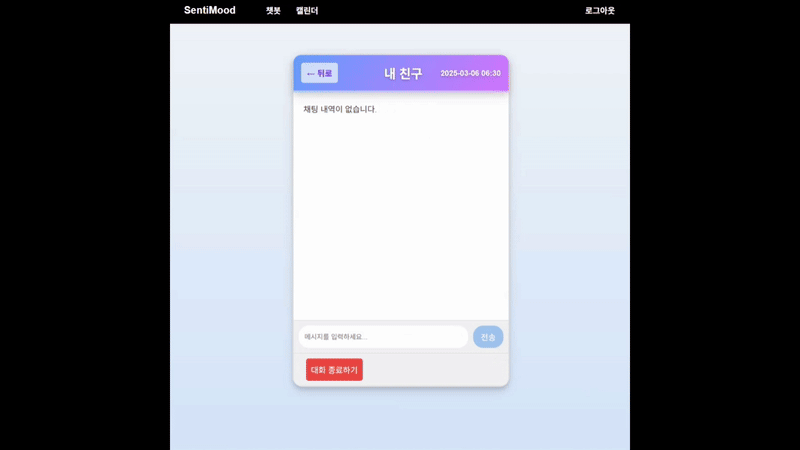 SentiMood 챗봇 캘린더 로그아웃
← 뒤로 내 친구 2025-03-06 06:30
채팅 내역이 없습니다.
메시지를 입력하세요... 전송
대화 종료하기